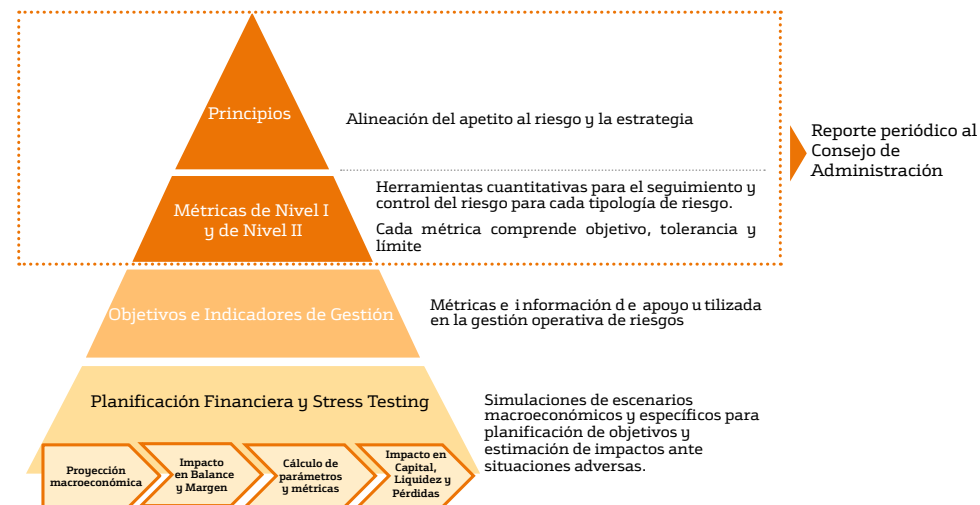 Principios
Alineación del apetito al riesgo y la estrategia
Reporte periódico al
Consejo de
Administración
Métricas de Nivel I
y de Nivel II
Herramientas cuantitativas para el seguimiento y
control del riesgo para cada tipología de riesgo.
Cada métrica comprende objetivo, tolerancia y
límite
Objetivos e Indicadores de Gestión
Métricas e i nformación d e apoyo u tilizada
en la gestión operativa de riesgos
Planificación Financiera y Stress Testing
Simulaciones de escenarios
macroeconómicos y específicos para
planificación de objetivos y
estimación de impactos ante
situaciones adversas.
Proyección
macroeconómica
Impacto
en Balance
y Margen
Cálculo de
parámetros
y métricas
Impacto en
Capital,
Liquidez y
Pérdidas